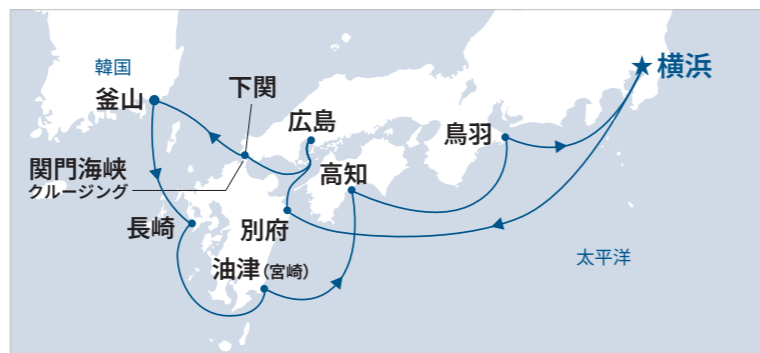 韓国
釜山
下関
広島
★横浜
鳥羽
関門海峡
クルージング
高知
長崎
別府
油津(宮崎)
太平洋